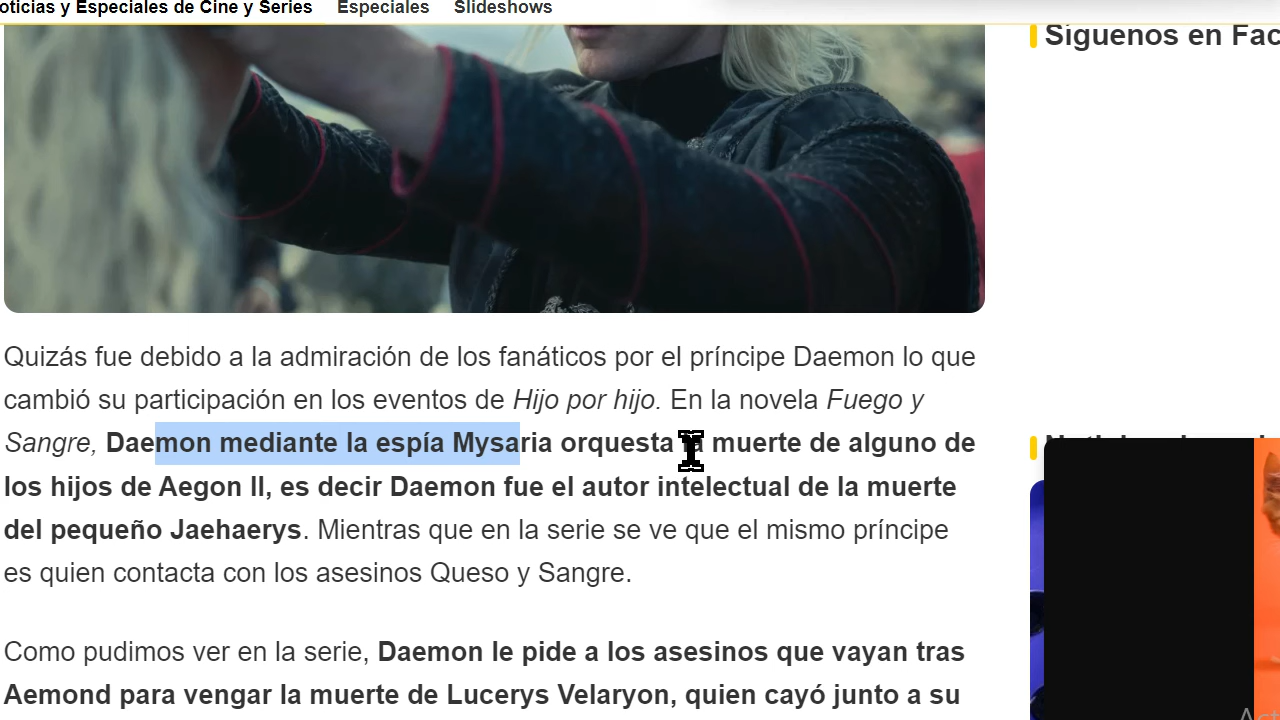 oticias y Especiales de Cine y Series Especiales Slideshows
Síguenos en Fac
Quizás fue debido a la admiración de los fanáticos por el príncipe Daemon lo que
cambió su participación en los eventos de Hijo por hijo. En la novela Fuego y
Sangre, Daemon mediante la espía Mysaria orquesta la muerte de alguno de
los hijos de Aegon II, es decir Daemon fue el autor intelectual de la muerte
del pequeño Jaehaerys. Mientras que en la serie se ve que el mismo príncipe
es quien contacta con los asesinos Queso y Sangre.
Como pudimos ver en la serie, Daemon le pide a los asesinos que vayan tras
Aemond para vengar la muerte de Lucerys Velaryon, quien cayó junto a su